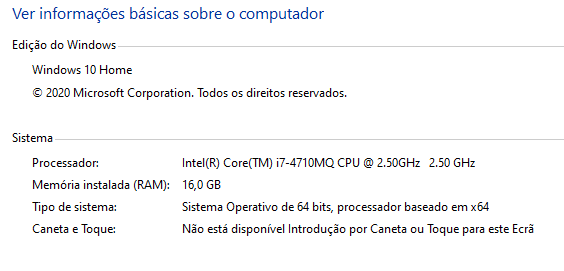 Ver informações básicas sobre o computador
Edição do Windows
Windows 10 Home
© 2020 Microsoft Corporation. Todos os direitos reservados.
Sistema
Processador: Intel(R) Core(TM) i7-4710MQ CPU @ 2.50GHz 2.50 GHz
Memória instalada (RAM): 16,0 GB
Tipo de sistema: Sistema Operativo de 64 bits, processador baseado em x64
Caneta e Toque: Não está disponível Introdução por Caneta ou Toque para este Ecrã